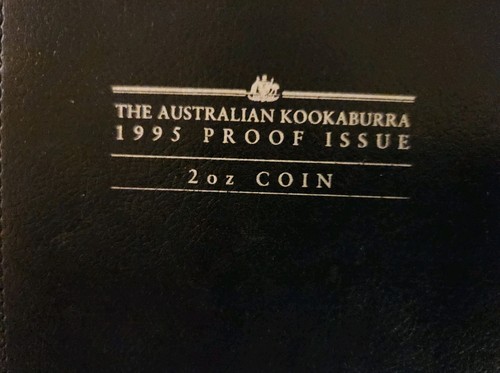 THE AUSTRALIAN KOOKABURRA
1995 PROOF ISSUE
2oz COIN